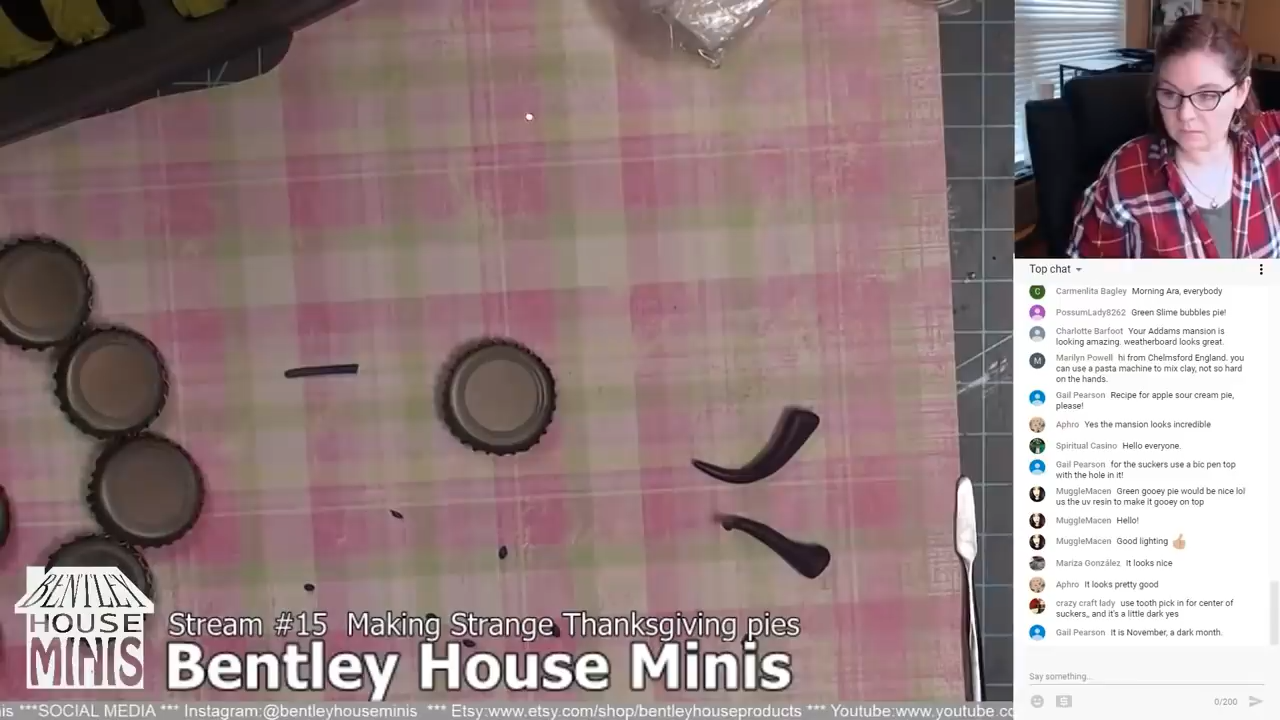 Top chat
Carmenlita Bagley Morning Ara, everybody
PossumLady8262 Green Slime bubbles pie!
Charlotte Barfoot Your Addams mansion is
looking amazing. weatherboard looks great.
Marilyn Powell hi from Chelmsford England. you
can use a pasta machine to mix clay, not so hard
on the hands.
Gail Pearson Recipe for apple sour cream pie,
please!
Aphro Yes the mansion looks incredible
Spiritual Casino Hello everyone.
Gail Pearson for the suckers use a bic pen top
with the hole in it!
MuggleMacen Green gooey pie would be nice lol
us the uv resin to make it gooey on top
MuggleMacen Hello!
MuggleMacen Good lighting 👍🏼
Mariza González It looks nice
Aphro It looks pretty good
crazy craft lady use tooth pick in for center of
suckers,, and it's a little dark yes
Gail Pearson It is November, a dark month.
Say something...
0/200
BENTLEY
HOUSE
MINIS
Stream #15 Making Strange Thanksgiving pies
Bentley House Minis
nis ***SOCIAL MEDIA *** Instagram:@bentleyhouseminis *** Etsy:www.etsy.com/shop/bentleyhouseproducts *** Youtube:www.youtube.co